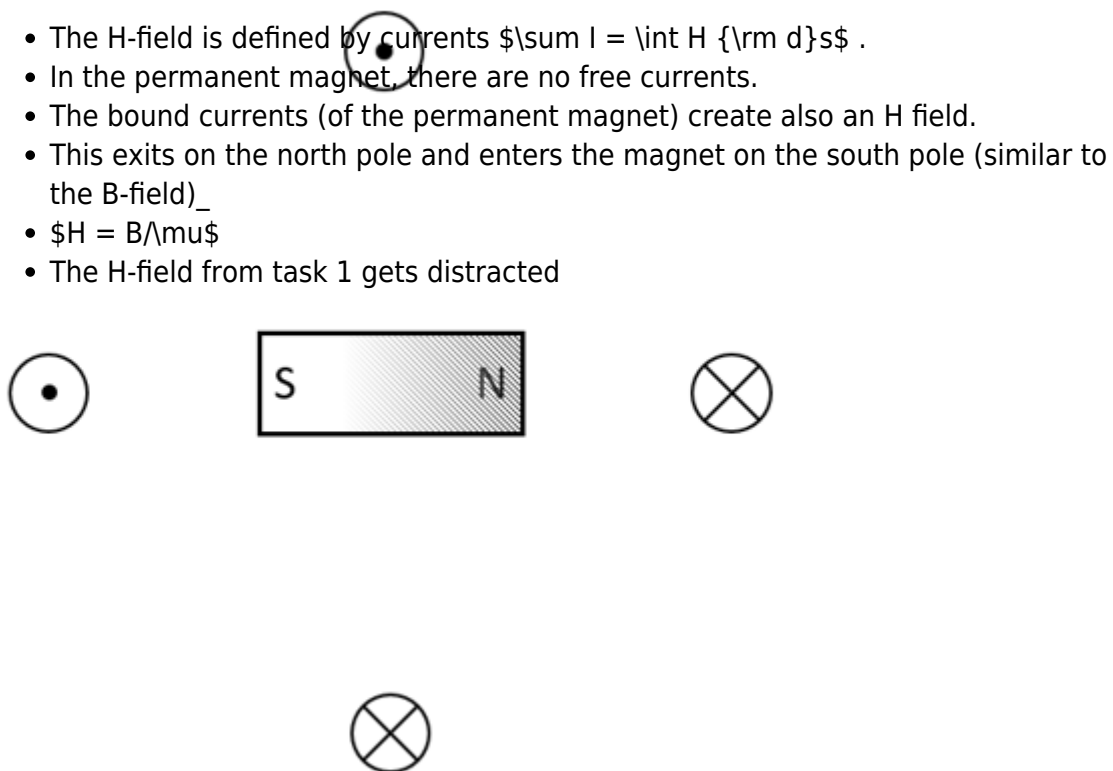 • The H-field is defined by currents $\sum I = \int H {\rm d}s$ .
• In the permanent magnet, there are no free currents.
• The bound currents (of the permanent magnet) create also an H field.
• This exits on the north pole and enters the magnet on the south pole (similar to
the B-field)_
• $H = B/\mu$
• The H-field from task 1 gets distracted
S N